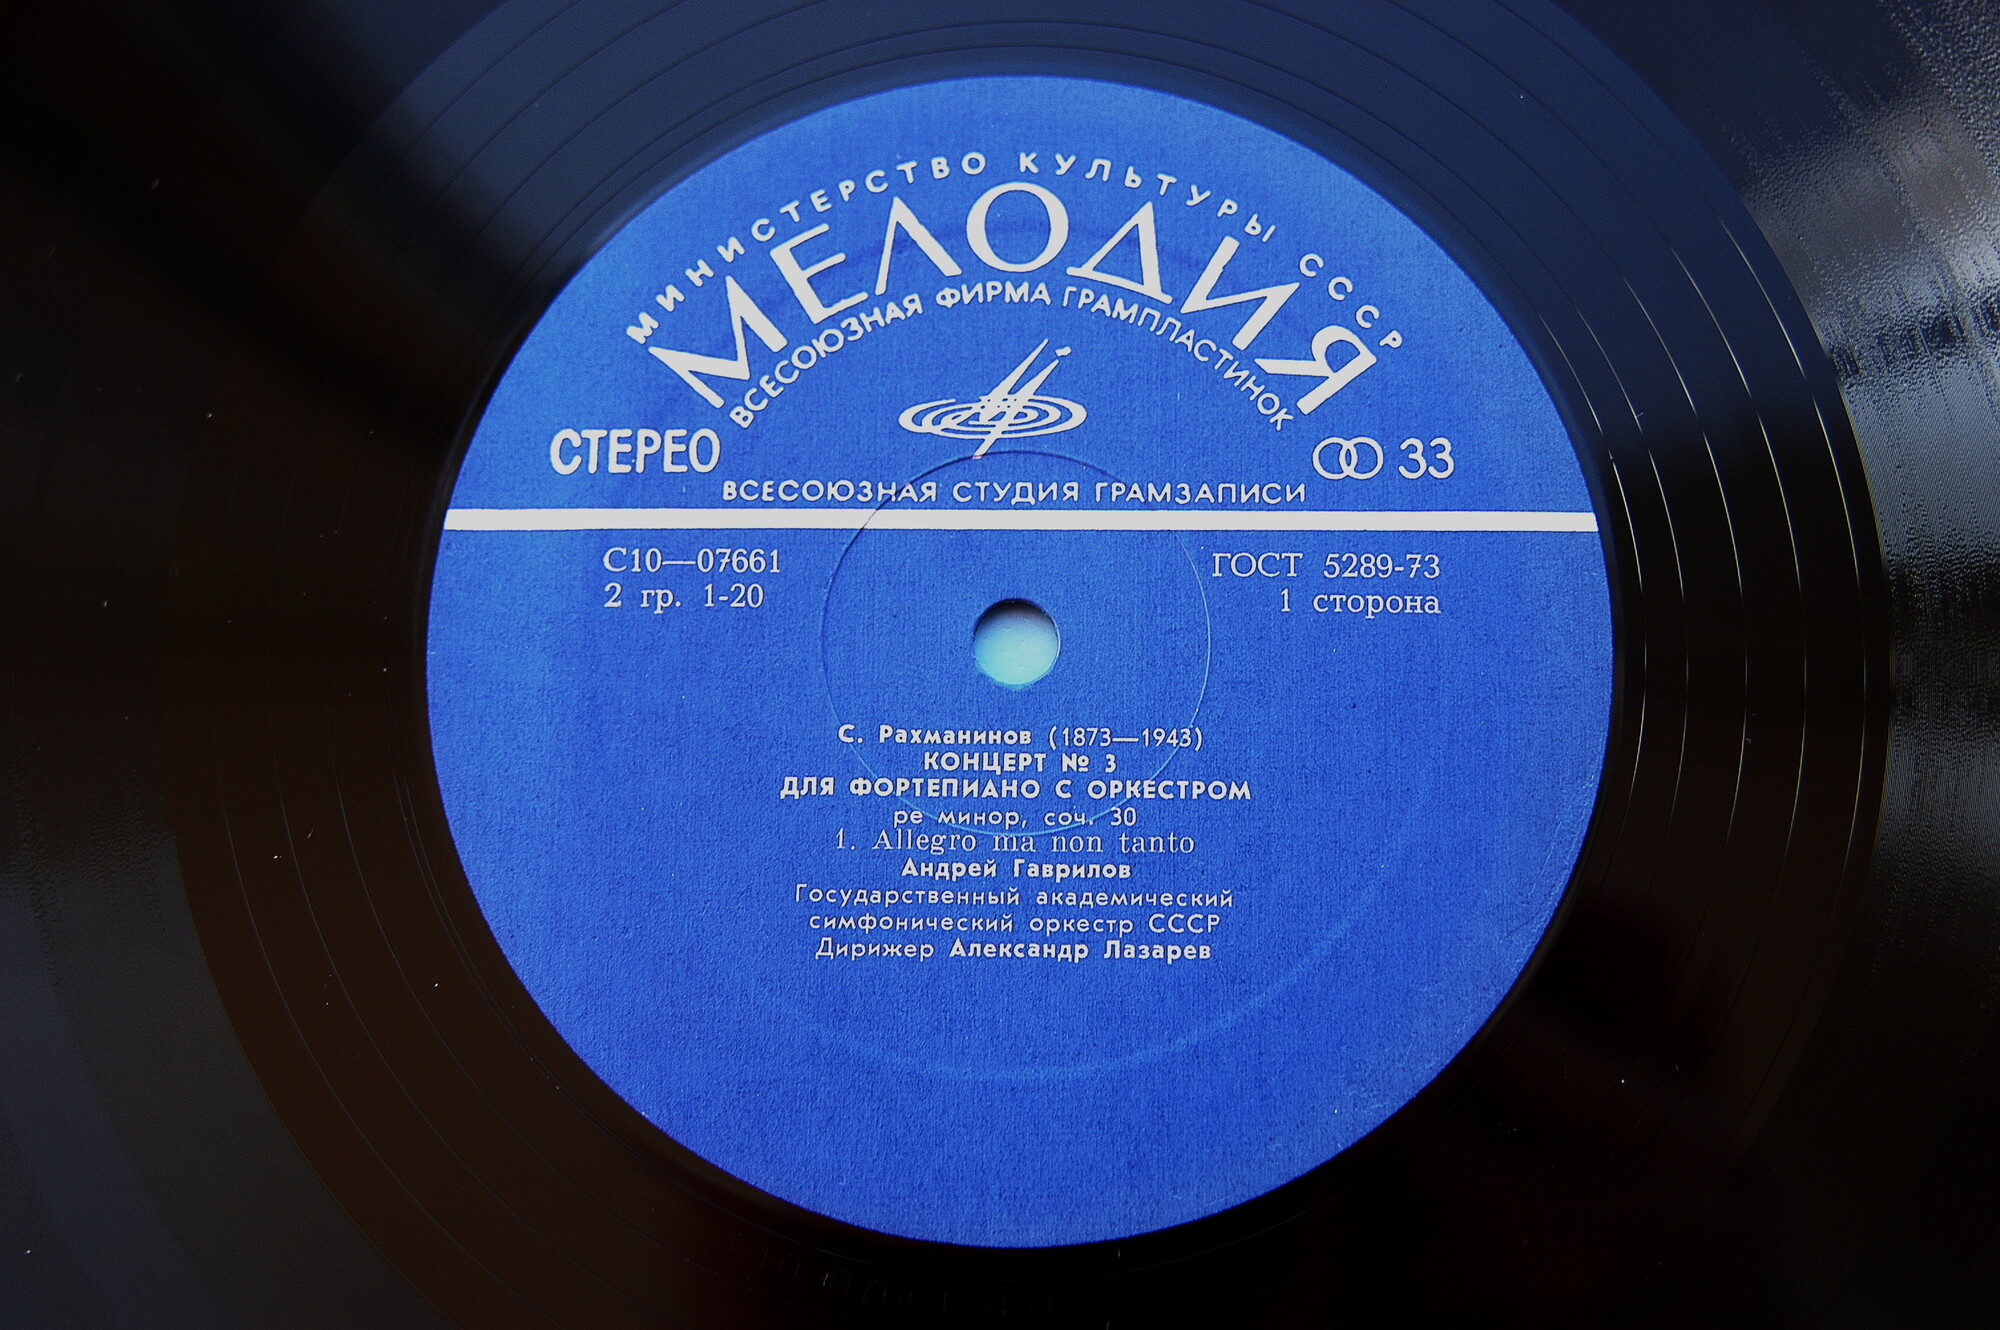 МИНИСТЕРСТВО КУЛЬТУРЫ СССР
МЕЛОДИЯ
ВСЕСОЮЗНАЯ ФИРМА ГРАМПЛАСТИНОК
СТЕРЕО
33
ВСЕСОЮЗНАЯ СТУДИЯ ГРАМЗАПИСИ
С10—07661
ГОСТ 5289-73
2 гр. 1-20
1 сторона
С. Рахманинов (1873—1943)
КОНЦЕРТ № 3
ДЛЯ ФОРТЕПИАНО С ОРКЕСТРОМ
ре минор, соч. 30
1. Allegro ma non tanto
Андрей Гаврилов
Государственный академический
симфонический оркестр СССР
Дирижер Александр Лазарев